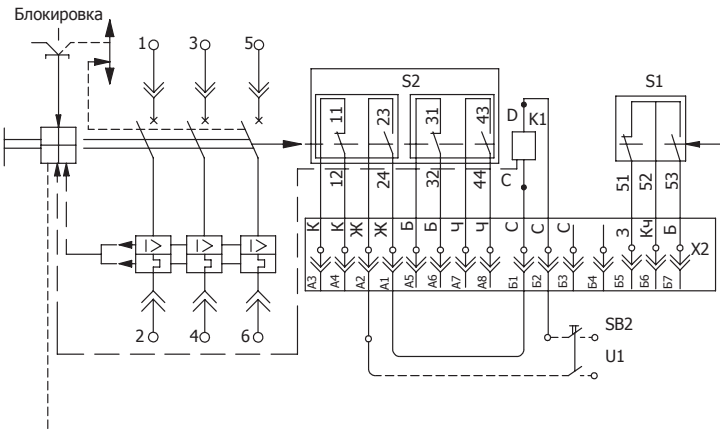 Блокировка
1 3 5
S2
S1
11 23 31 43
D K1
C
12 24 32 44
51 52 53
К К Ж Ж Б Б Ч Ч С С С З Кч Б
X2
А3 А4 А2 А1 А5 А6 А7 А8 Б1 Б2 Б3 Б4 Б5 Б6 Б7
I> I> I>
2 4 6
SB2
U1